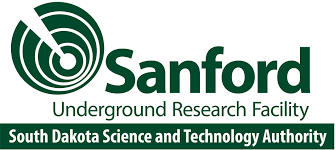 Sanford
Underground Research Facility
South Dakota Science and Technology Authority